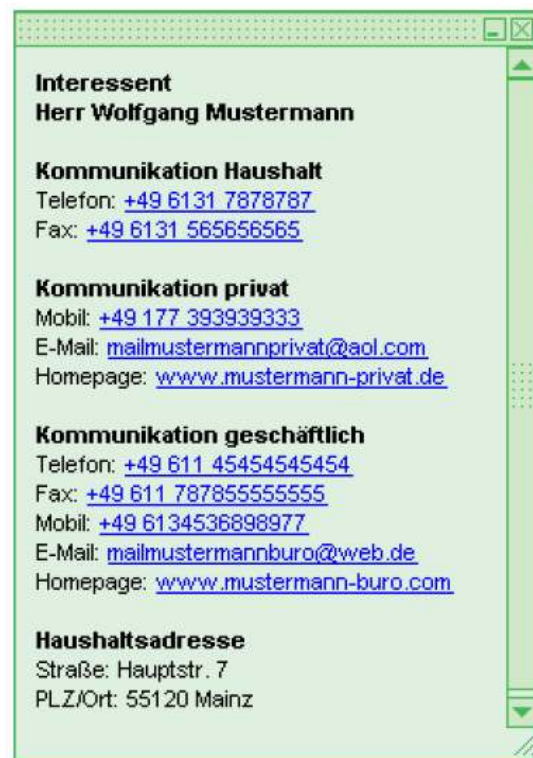 Interessent
Herr Wolfgang Mustermann
Kommunikation Haushalt
Telefon: +49 6131 7878787
Fax: +49 6131 565656565
Kommunikation privat
Mobil: +49 177 393939333
E-Mail: mailmustermannprivat@aol.com
Homepage: www.mustermann-privat.de
Kommunikation geschäftlich
Telefon: +49 611 45454545454
Fax: +49 611 787855555555
Mobil: +49 6134536898977
E-Mail: mailmustermannburo@web.de
Homepage: www.mustermann-buro.com
Haushaltsadresse
Straße: Hauptstr. 7
PLZ/Ort: 55120 Mainz